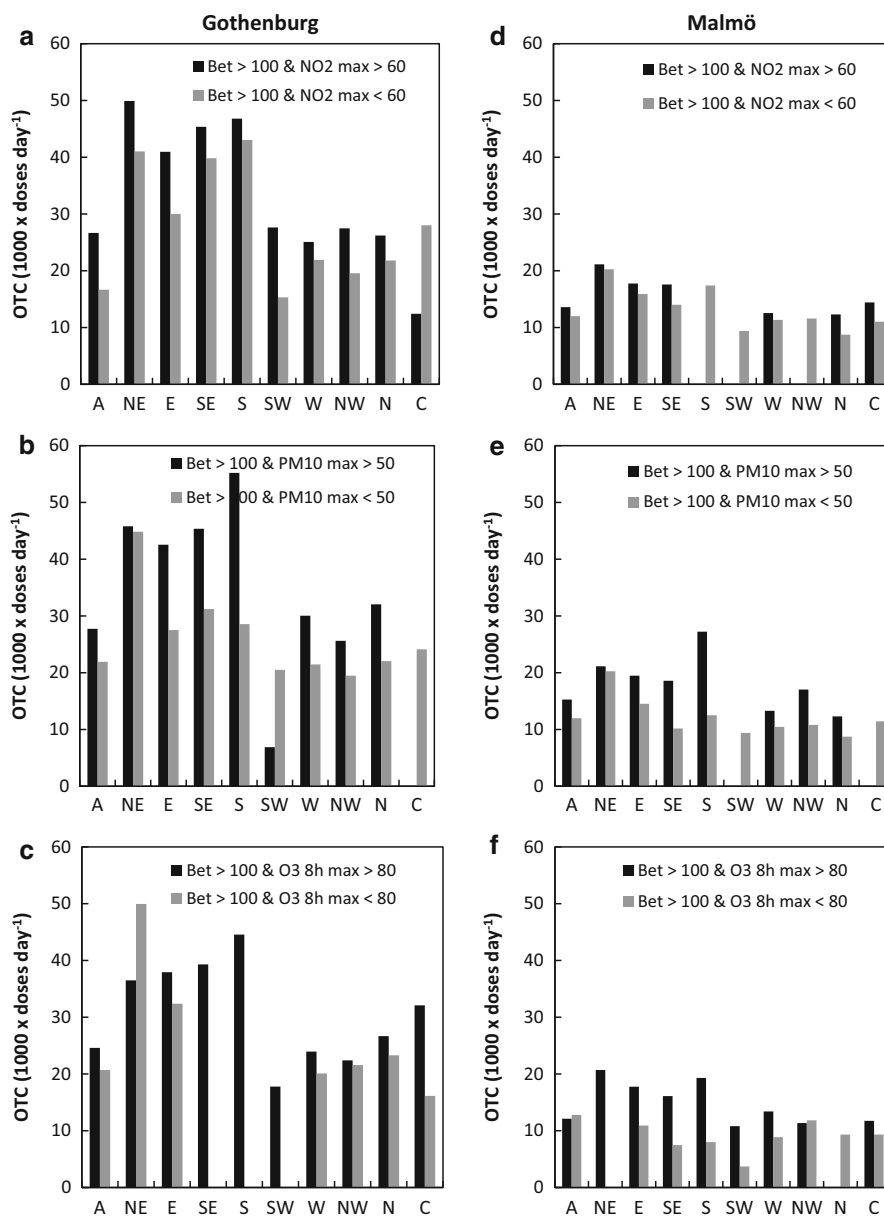 Gothenburg
a
OTC (1000 x doses day-1)
60
50
40
30
20
10
0
Bet > 100 & NO2 max > 60
Bet > 100 & NO2 max < 60
A NE E SE S SW W NW N C
b
OTC (1000 x doses day-1)
60
50
40
30
20
10
0
Bet > 100 & PM10 max > 50
Bet > 100 & PM10 max < 50
A NE E SE S SW W NW N C
c
OTC (1000 x doses day-1)
60
50
40
30
20
10
0
Bet > 100 & O3 8h max > 80
Bet > 100 & O3 8h max < 80
A NE E SE S SW W NW N C
Malmö
d
OTC (1000 x doses day-1)
60
50
40
30
20
10
0
Bet > 100 & NO2 max > 60
Bet > 100 & NO2 max < 60
A NE E SE S SW W NW N C
e
OTC (1000 x doses day-1)
60
50
40
30
20
10
0
Bet > 100 & PM10 max > 50
Bet > 100 & PM10 max < 50
A NE E SE S SW W NW N C
f
OTC (1000 x doses day-1)
60
50
40
30
20
10
0
Bet > 100 & O3 8h max > 80
Bet > 100 & O3 8h max < 80
A NE E SE S SW W NW N C